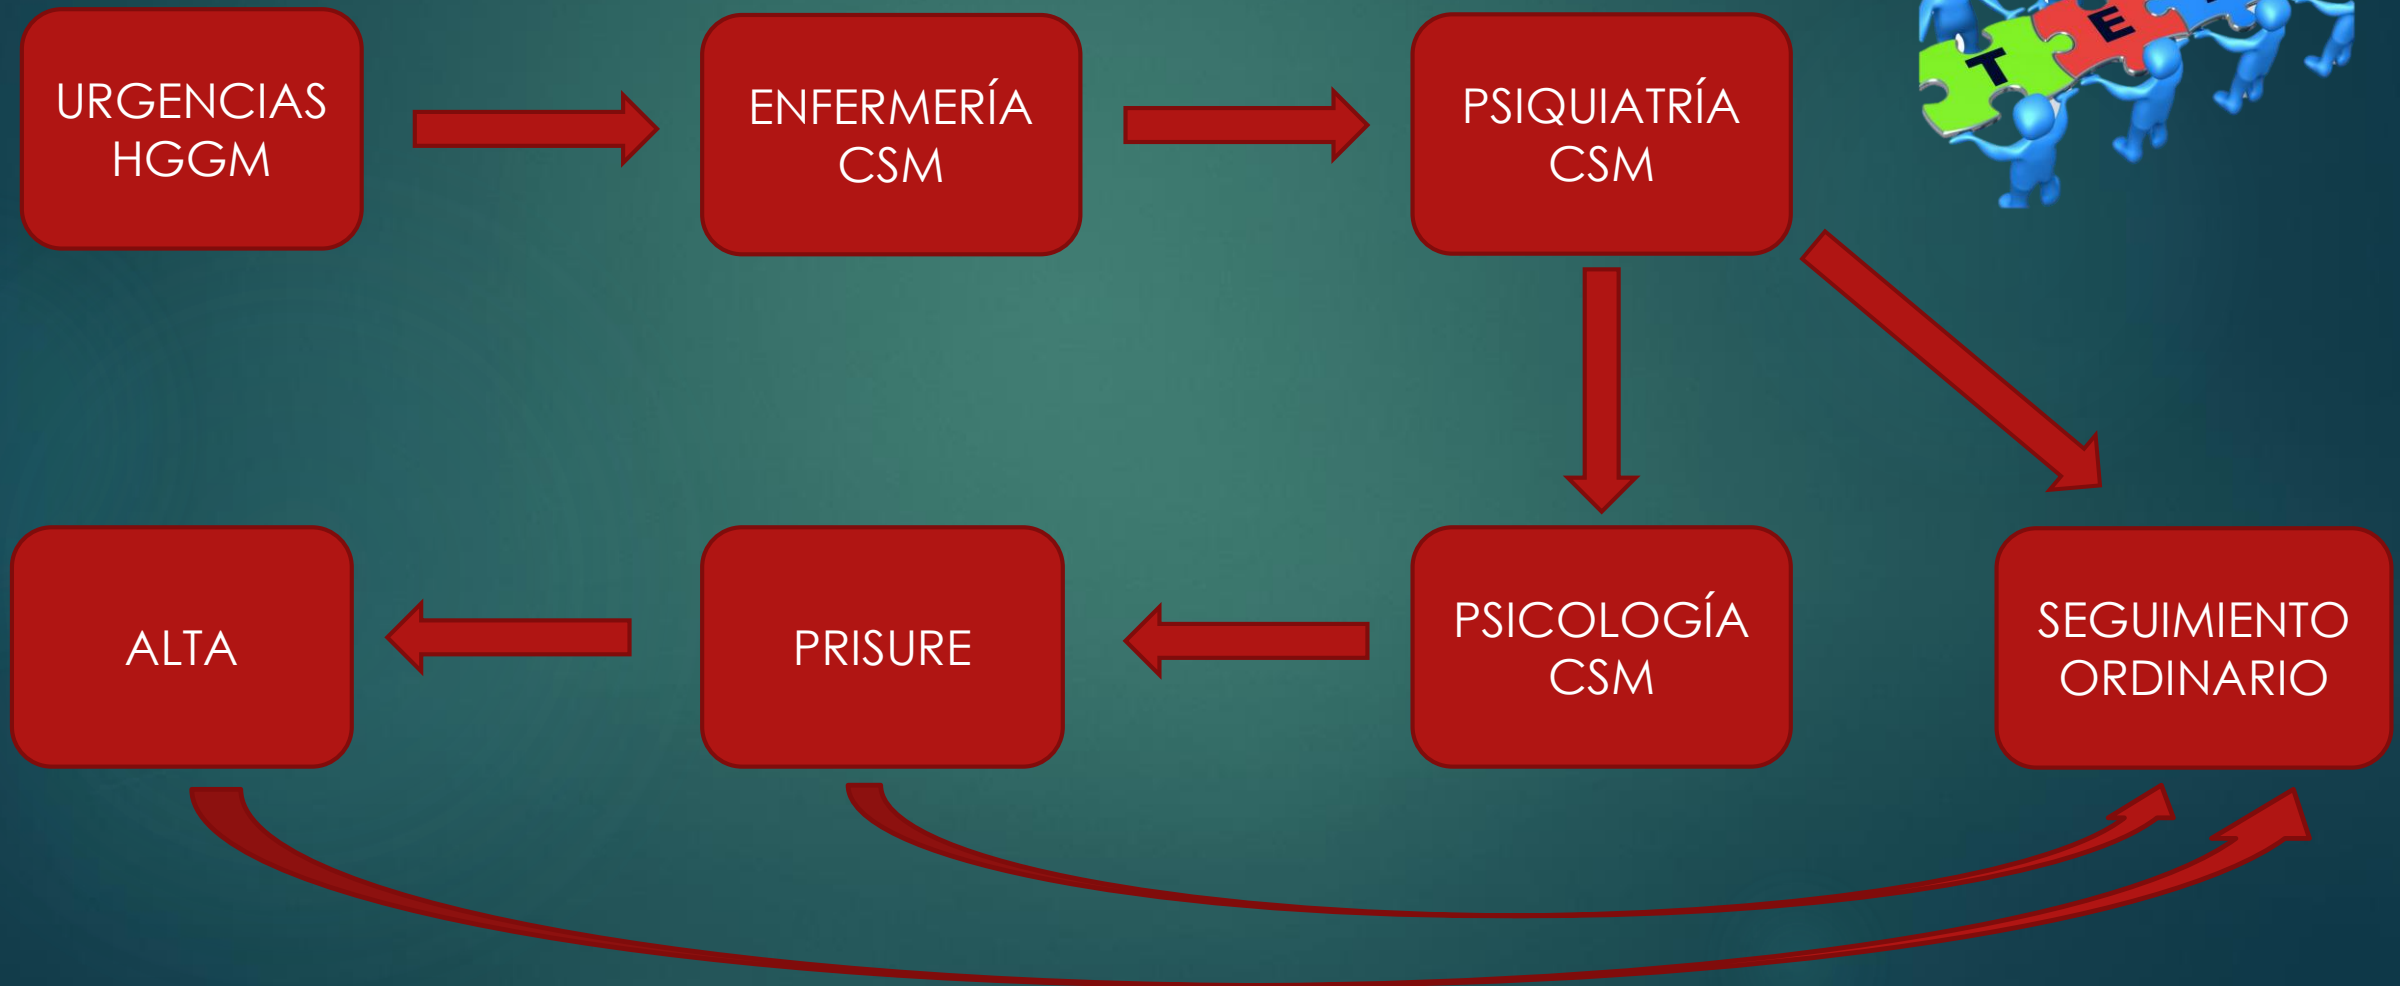 URGENCIAS
HGGM
ENFERMERÍA
CSM
PSIQUIATRÍA
CSM
T
E
ALTA
PRISURE
PSICOLOGÍA
CSM
SEGUIMIENTO
ORDINARIO